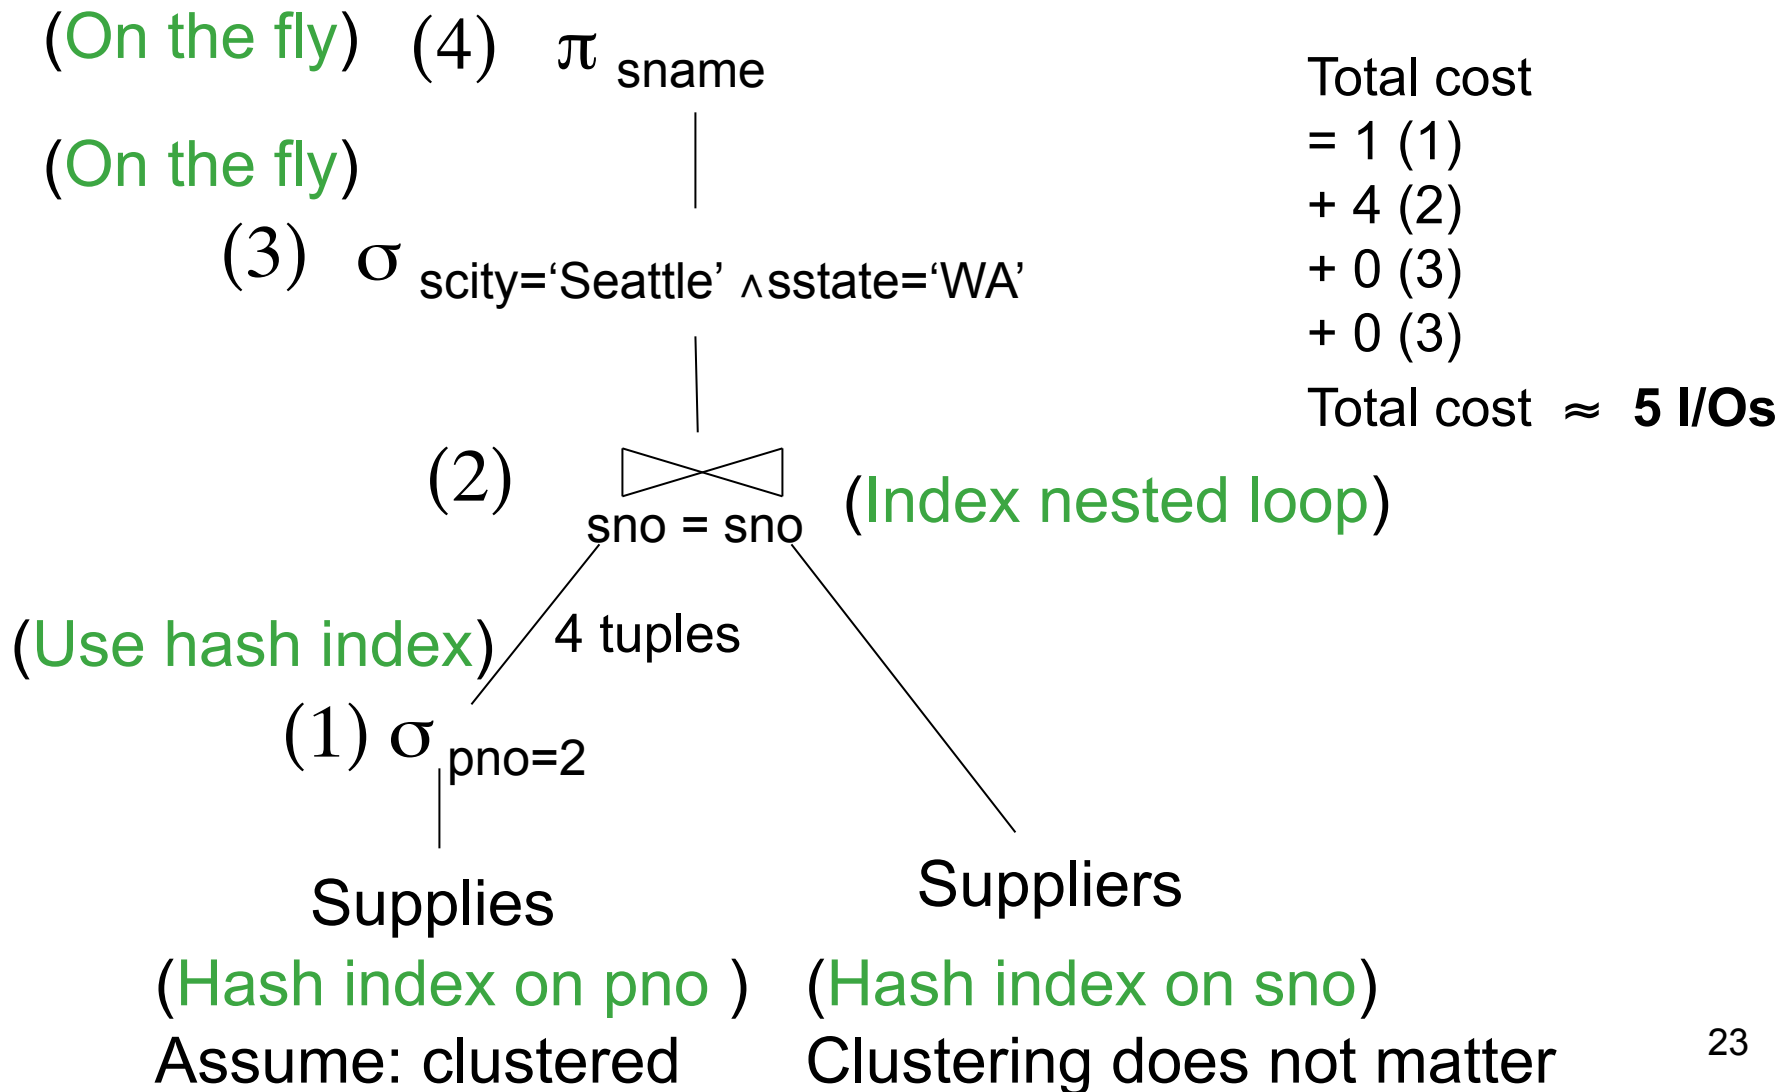 (On the fly) (4) π sname
(On the fly)
(3) σ scity=‘Seattle’ ∧sstate=‘WA’
(2)
sno = sno
(Index nested loop)
(Use hash index)
4 tuples
(1) σ pno=2
Supplies
(Hash index on pno )
Assume: clustered
Suppliers
(Hash index on sno)
Clustering does not matter
Total cost
= 1 (1)
+ 4 (2)
+ 0 (3)
+ 0 (3)
Total cost ≈ 5 I/Os
23